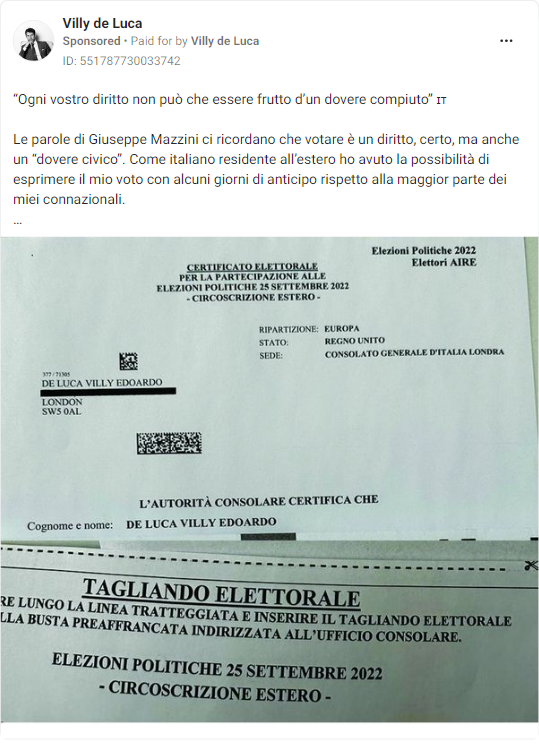 Villy de Luca
Sponsored • Paid for by Villy de Luca
ID: 551787730033742
“Ogni vostro diritto non può che essere frutto d’un dovere compiuto” IT
Le parole di Giuseppe Mazzini ci ricordano che votare è un diritto, certo, ma anche
un “dovere civico”. Come italiano residente all’estero ho avuto la possibilità di
esprimere il mio voto con alcuni giorni di anticipo rispetto alla maggior parte dei
miei connazionali.
...
Elezioni Politiche 2022
Elettori AIRE
CERTIFICATO ELETTORALE
PER LA PARTECIPAZIONE ALLE
ELEZIONI POLITICHE 25 SETTEMBRE 2022
- CIRCOSCRIZIONE ESTERO -
RIPARTIZIONE: EUROPA
STATO: REGNO UNITO
SEDE: CONSOLATO GENERALE D'ITALIA LONDRA
377 / 71305
DE LUCA VILLY EDOARDO
LONDON
SW5 0AL
L'AUTORITÀ CONSOLARE CERTIFICA CHE
Cognome e nome: DE LUCA VILLY EDOARDO
TAGLIANDO ELETTORALE
RE LUNGO LA LINEA TRATTEGGIATA E INSERIRE IL TAGLIANDO ELETTORALE
LLA BUSTA PREAFFRANCATA INDIRIZZATA ALL'UFFICIO CONSOLARE.
ELEZIONI POLITICHE 25 SETTEMBRE 2022
- CIRCOSCRIZIONE ESTERO -